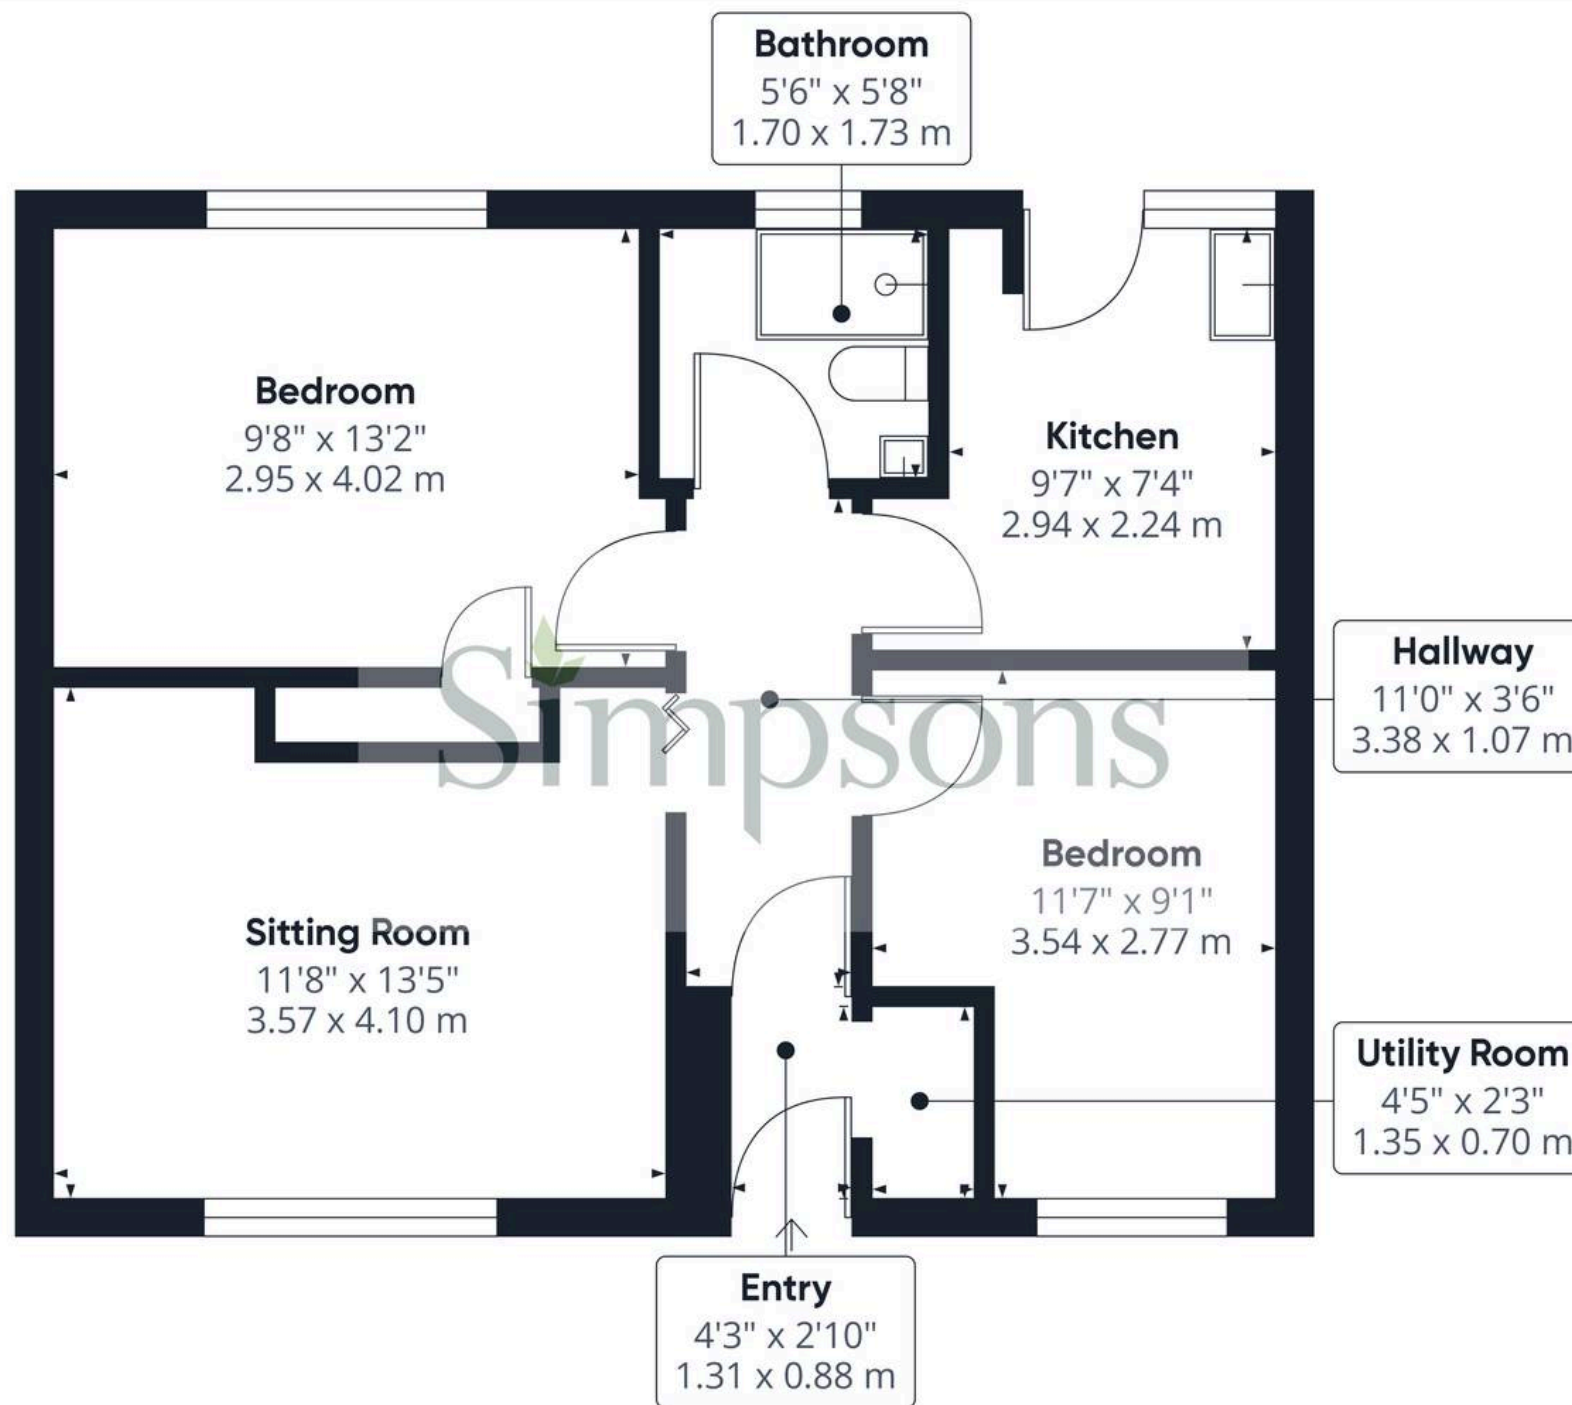 Bathroom
5'6" x 5'8"
1.70 x 1.73 m
Bedroom
9'8" x 13'2"
2.95 x 4.02 m
Kitchen
9'7" x 7'4"
2.94 x 2.24 m
Hallway
11'0" x 3'6"
3.38 x 1.07 m
Simpsons
Bedroom
11'7" x 9'1"
3.54 x 2.77 m
Sitting Room
11'8" x 13'5"
3.57 x 4.10 m
Utility Room
4'5" x 2'3"
1.35 x 0.70 m
Entry
4'3" x 2'10"
1.31 x 0.88 m